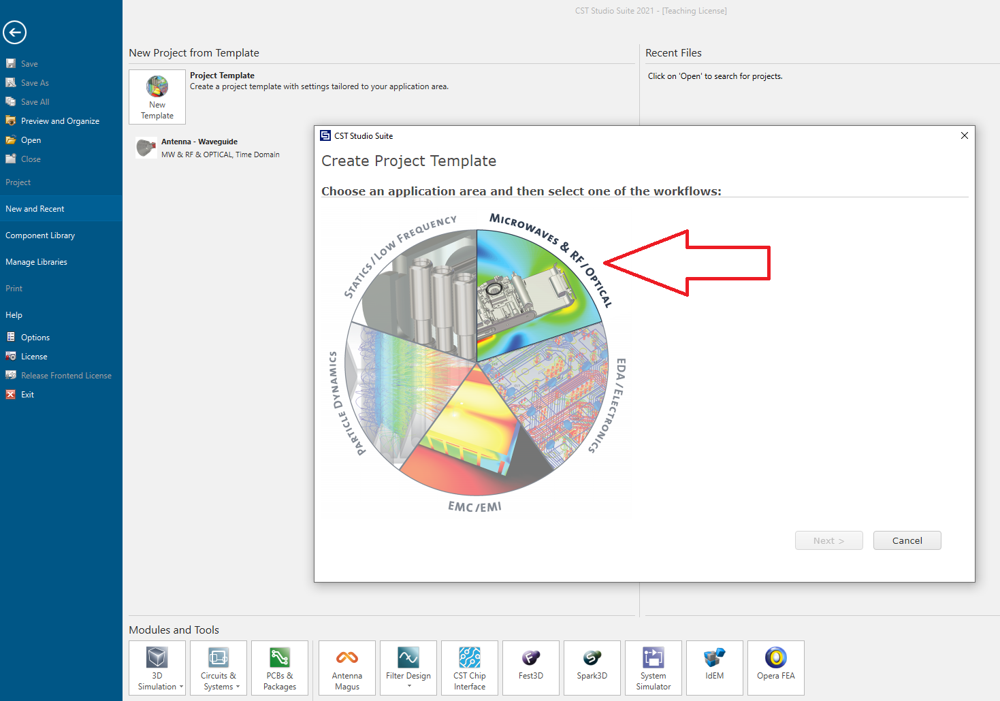 CST Studio Suite 2021 - [Teaching License]
Save
Save As
Save All
Preview and Organize
Open
Close
Project
New and Recent
Component Library
Manage Libraries
Print
Help
Options
License
Release Frontend License
Exit
New Project from Template
New
Template
Project Template
Create a project template with settings tailored to your application area.
Antenna - Waveguide
MW & RF & OPTICAL, Time Domain
Recent Files
Click on 'Open' to search for projects.
CST Studio Suite
Create Project Template
Choose an application area and then select one of the workflows:
STATICS/LOW FREQUENCY
MICROWAVES & RF/OPTICAL
EDA/ELECTRONICS
EMC/EMI
PARTICLE DYNAMICS
Next >
Cancel
Modules and Tools
3D
Simulation
Circuits &
Systems
PCBs &
Packages
Antenna
Magus
Filter Design
CST Chip
Interface
Fest3D
Spark3D
System
Simulator
IdEM
Opera FEA